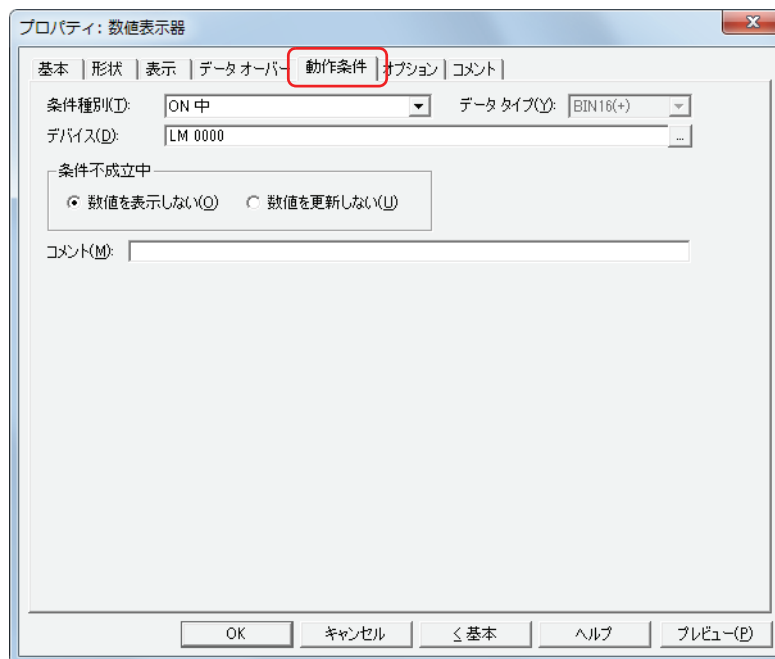 プロパティ: 数値表示器
基本 形状 表示 データ オーバー 動作条件 オプション コメント
条件種別(T): ON 中 データ タイプ(Y): BIN16(+)
デバイス(D): LM 0000 ...
条件不成立中
数値を表示しない(O) 数値を更新しない(U)
コメント(M):
OK キャンセル < 基本 ヘルプ プレビュー(P)